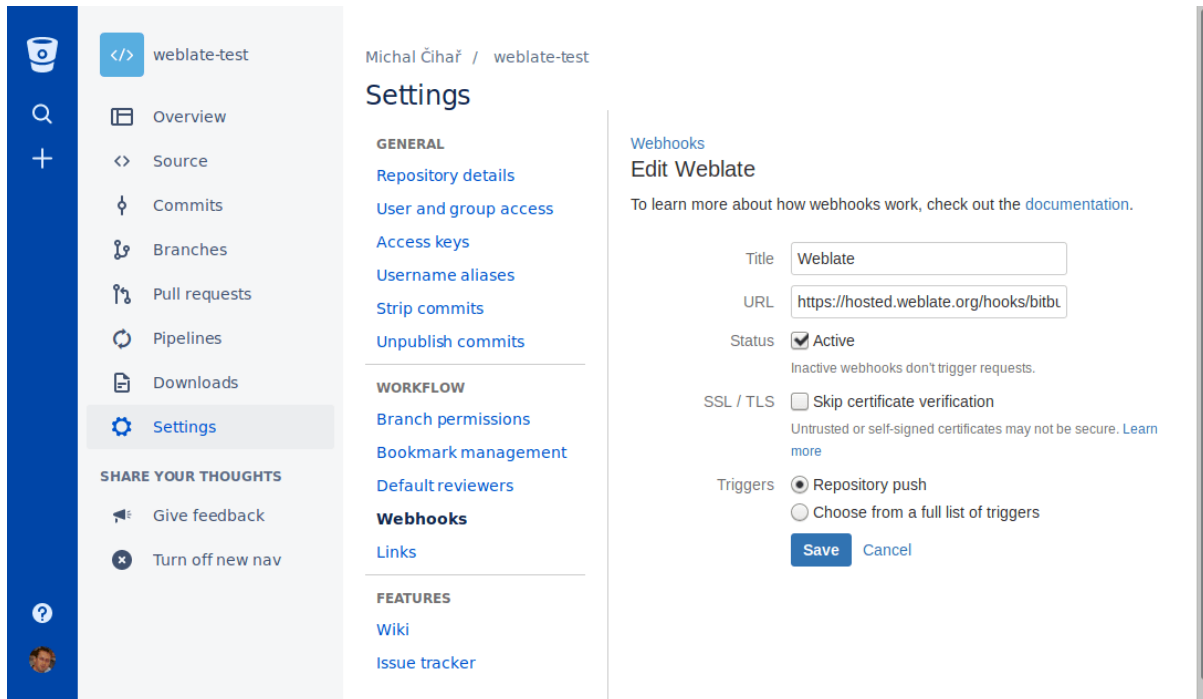 weblate-test
Overview
Source
Commits
Branches
Pull requests
Pipelines
Downloads
Settings
SHARE YOUR THOUGHTS
Give feedback
Turn off new nav
Michal Čihař / weblate-test
Settings
GENERAL
Repository details
User and group access
Access keys
Username aliases
Strip commits
Unpublish commits
WORKFLOW
Branch permissions
Bookmark management
Default reviewers
Webhooks
Links
FEATURES
Wiki
Issue tracker
Webhooks
Edit Weblate
To learn more about how webhooks work, check out the documentation.
Title Weblate
URL https://hosted.weblate.org/hooks/bitbu
Status Active
Inactive webhooks don't trigger requests.
SSL / TLS Skip certificate verification
Untrusted or self-signed certificates may not be secure. Learn
more
Triggers Repository push
Choose from a full list of triggers
Save Cancel